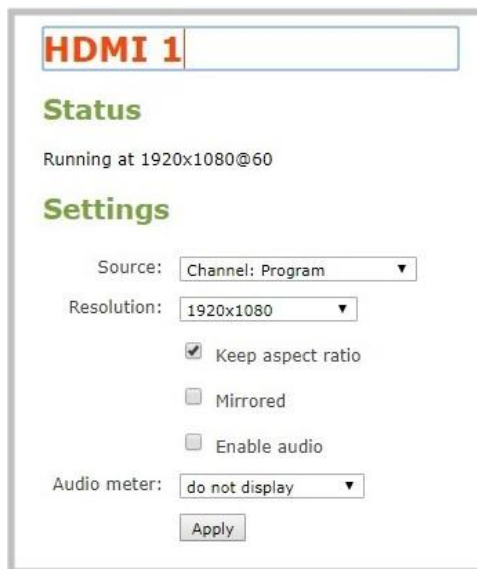 HDMI 1
Status
Running at 1920x1080@60
Settings
Source: Channel: Program
Resolution: 1920x1080
Keep aspect ratio
Mirrored
Enable audio
Audio meter: do not display
Apply